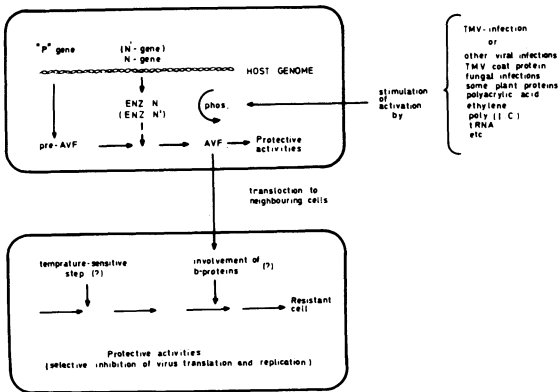 "P" gene
(N'-gene)
N-gene
HOST GENOME
ENZ N
(ENZ N')
phos.
pre-AVF
AVF
Protective
activities
stimulation
of
activation
by
TMV-infection
or
other viral infections
TMV coat protein
fungal infections
some plant proteins
polyacrylic acid
ethylene
poly (I C)
tRNA
etc
transloction to
neighbouring cells
temprature-sensitive
step (?)
involvement of
b-proteins (?)
Resistant
cell
Protective activities
(selective inhibition of virus translation and replication)